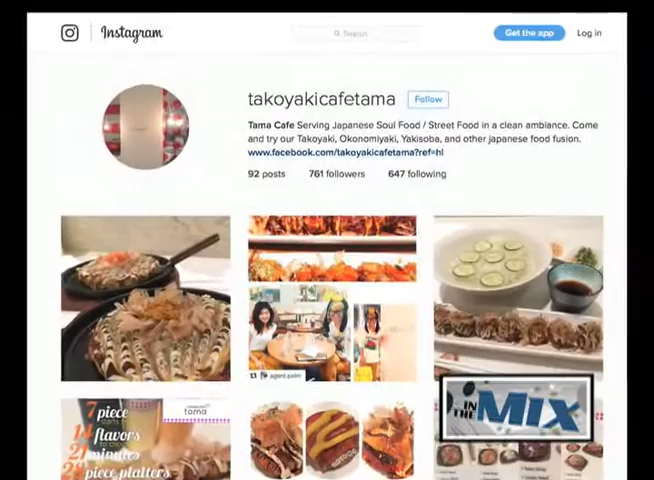 Instagram
Search
Get the app
Log in
takoyakicafetama
Follow
Tama Cafe Serving Japanese Soul Food / Street Food in a clean ambiance. Come
and try our Takoyaki, Okonomiyaki, Yakisoba, and other japanese food fusion.
www.facebook.com/takoyakicafetama?ref=hl
92 posts
761 followers
647 following
agent.palm
IN
THE
MIX
7 piece
tama
flavors
minutes
piece platters